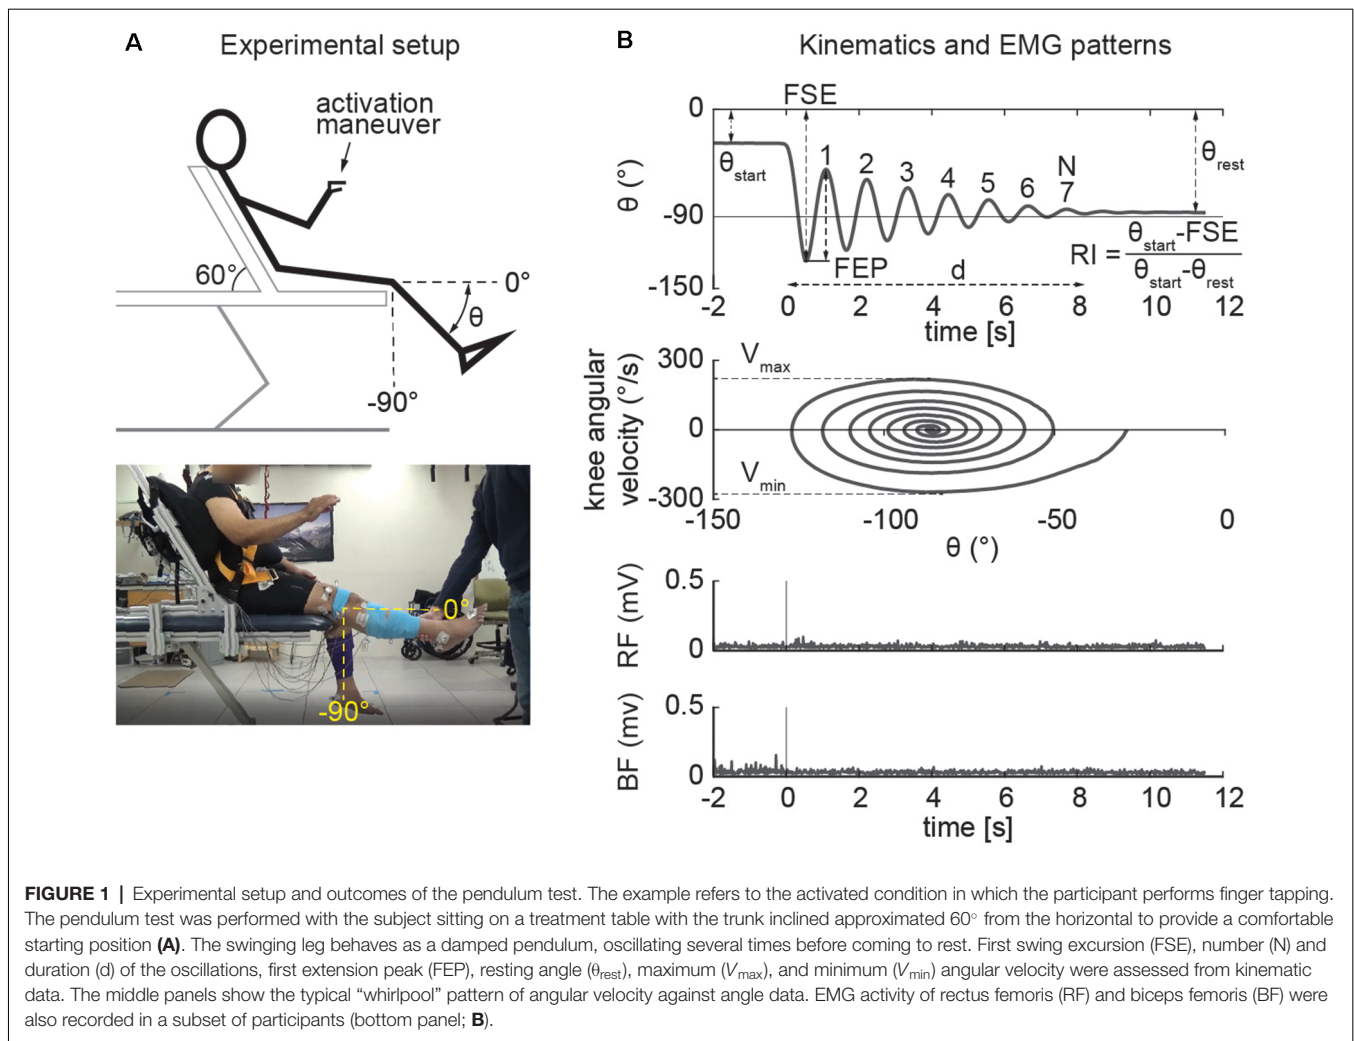 A Experimental setup
activation
maneuver
60°
0°
θ
-90°
0°
-90°
B Kinematics and EMG patterns
FSE
0
θ (°)
-90
-150
θstart
1 2 3 4 5 6 N
7
θrest
FEP
d
RI = θstart-FSE
θstart-θrest
-2 0 2 4 6 8 10 12
time [s]
knee angular
velocity (°/s)
300
0
-300
Vmax
Vmin
-150 -100 -50 0
θ (°)
RF (mV)
0.5
0
BF (mv)
0.5
0
-2 0 2 4 6 8 10 12
time [s]
FIGURE 1 | Experimental setup and outcomes of the pendulum test. The example refers to the activated condition in which the participant performs finger tapping.
The pendulum test was performed with the subject sitting on a treatment table with the trunk inclined approximated 60° from the horizontal to provide a comfortable
starting position (A). The swinging leg behaves as a damped pendulum, oscillating several times before coming to rest. First swing excursion (FSE), number (N) and
duration (d) of the oscillations, first extension peak (FEP), resting angle (θrest), maximum (Vmax), and minimum (Vmin) angular velocity were assessed from kinematic
data. The middle panels show the typical “whirlpool” pattern of angular velocity against angle data. EMG activity of rectus femoris (RF) and biceps femoris (BF) were
also recorded in a subset of participants (bottom panel; B).